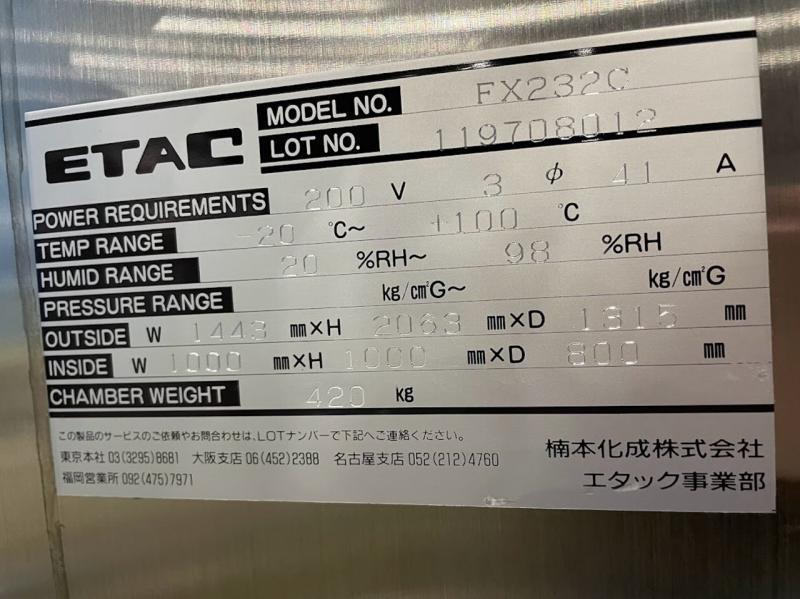 ETAC
MODEL NO. FX232C
LOT NO. 119708012
POWER REQUIREMENTS 200 V 3 φ 41 A
TEMP RANGE -20 ℃~ +100 ℃
HUMID RANGE 20 %RH~ 98 %RH
PRESSURE RANGE kg/cm²G~ kg/cm²G
OUTSIDE W 1443 mm×H 2063 mm×D 1315 mm
INSIDE W 1000 mm×H 1000 mm×D 800 mm
CHAMBER WEIGHT 420 kg
この製品のサービスのご依頼やお問合わせは、LOTナンバーで下記へご連絡ください。
東京本社 03(3295)8681 大阪支店 06(452)2388 名古屋支店 052(212)4760
福岡営業所 092(475)7971
楠本化成株式会社
エタック事業部